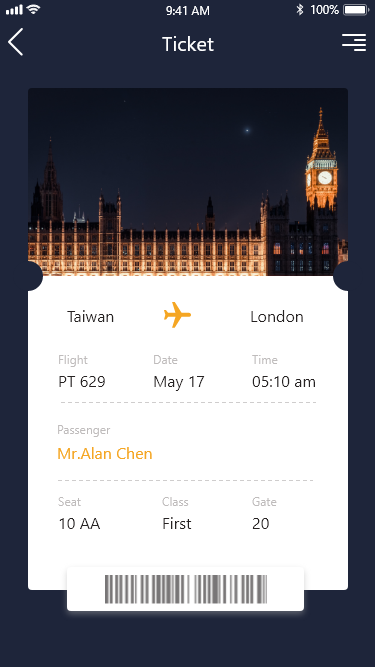 9:41 AM 100%
Ticket
Taiwan London
Flight Date Time
PT 629 May 17 05:10 am
Passenger
Mr.Alan Chen
Seat Class Gate
10 AA First 20